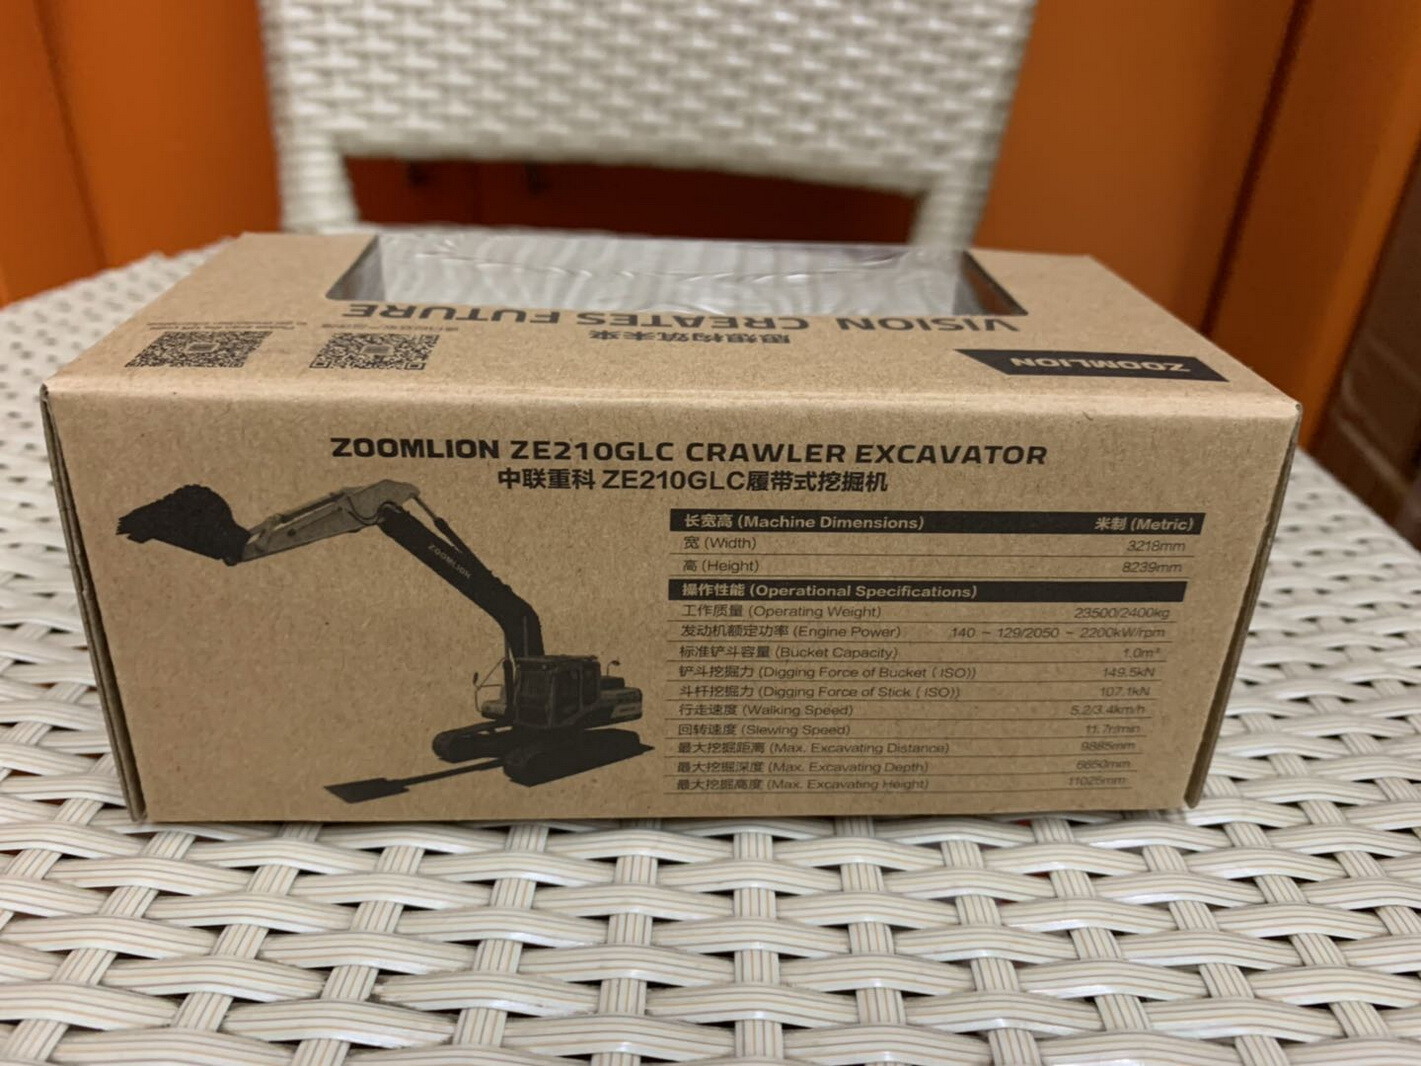 VISION CREATES FUTURE
思想构筑未来
ZOOMLION
ZOOMLION ZE210GLC CRAWLER EXCAVATOR
中联重科 ZE210GLC履带式挖掘机
ZOOMLION
长宽高 (Machine Dimensions) 米制 (Metric)
宽 (Width) 3218mm
高 (Height) 8239mm
操作性能 (Operational Specifications)
工作质量 (Operating Weight) 23500/2400kg
发动机额定功率 (Engine Power) 140 ~ 129/2050 ~ 2200kW/rpm
标准铲斗容量 (Bucket Capacity) 1.0m³
铲斗挖掘力 (Digging Force of Bucket ( ISO)) 149.5kN
斗杆挖掘力 (Digging Force of Stick ( ISO)) 107.1kN
行走速度 (Walking Speed) 5.2/3.4km/h
回转速度 (Slewing Speed) 11.7r/min
最大挖掘距离 (Max. Excavating Distance) 9885mm
最大挖掘深度 (Max. Excavating Depth) 6650mm
最大挖掘高度 (Max. Excavating Height) 11025mm